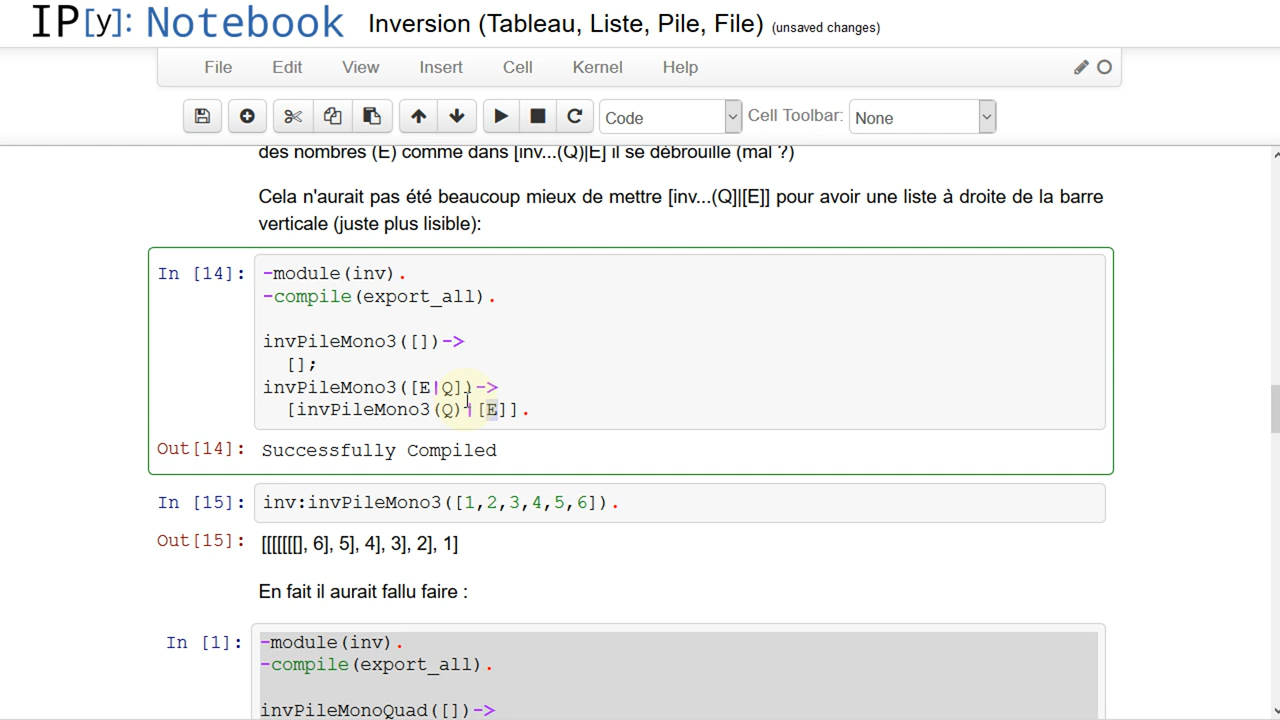 IP[y]: Notebook Inversion (Tableau, Liste, Pile, File) (unsaved changes)
File Edit View Insert Cell Kernel Help
Code Cell Toolbar: None
des nombres (E) comme dans [inv...(Q)|E] il se débrouille (mal ?)
Cela n'aurait pas été beaucoup mieux de mettre [inv...(Q]|[E]] pour avoir une liste à droite de la barre
verticale (juste plus lisible):
In [14]: -module(inv).
-compile(export_all).
invPileMono3([])->
[];
invPileMono3([E|Q])->
[invPileMono3(Q)|[E]].
Out[14]: Successfully Compiled
In [15]: inv:invPileMono3([1,2,3,4,5,6]).
Out[15]: [[[[[[[], 6], 5], 4], 3], 2], 1]
En fait il aurait fallu faire :
In [1]: -module(inv).
-compile(export_all).
invPileMonoQuad([])->